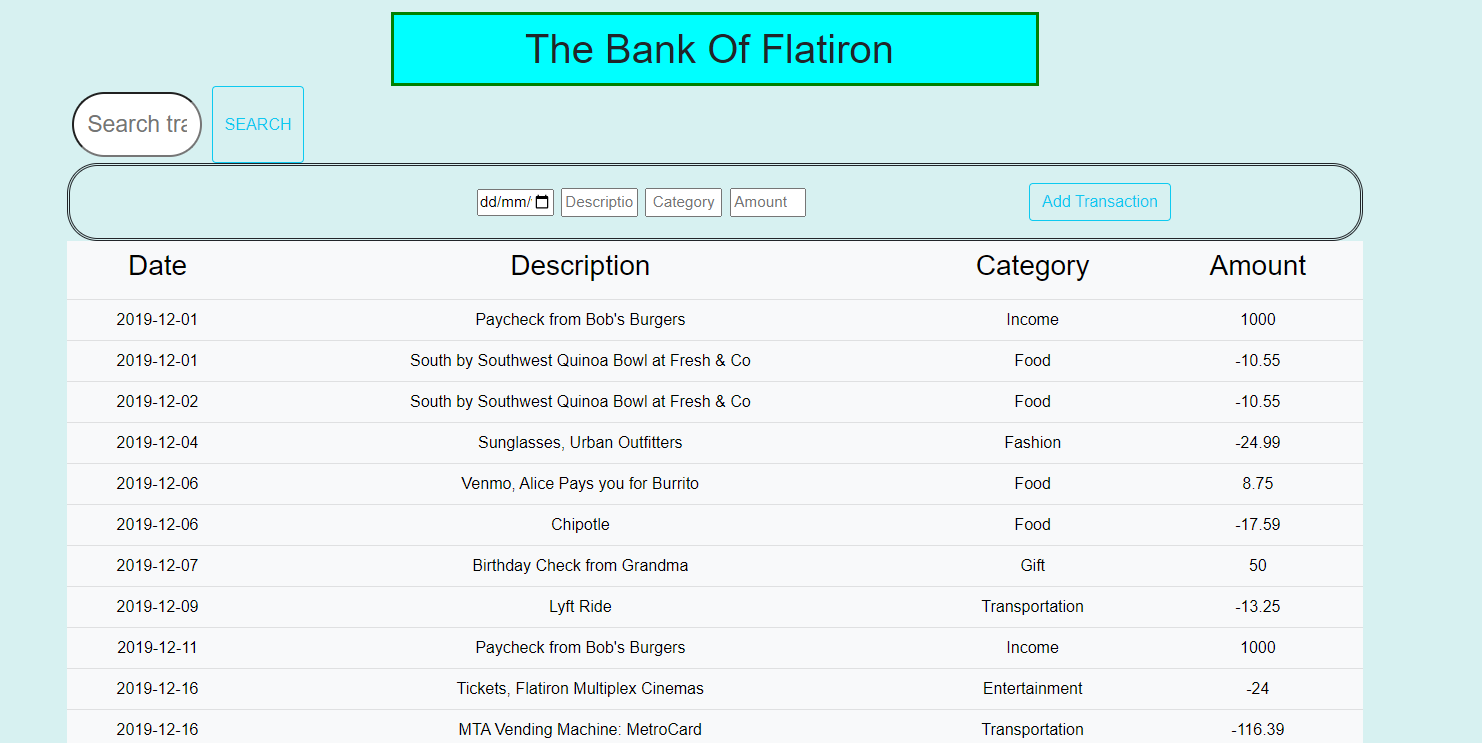 The Bank Of Flatiron
Search tra SEARCH
dd/mm/ Descriptio Category Amount Add Transaction
Date Description Category Amount
2019-12-01 Paycheck from Bob's Burgers Income 1000
2019-12-01 South by Southwest Quinoa Bowl at Fresh & Co Food -10.55
2019-12-02 South by Southwest Quinoa Bowl at Fresh & Co Food -10.55
2019-12-04 Sunglasses, Urban Outfitters Fashion -24.99
2019-12-06 Venmo, Alice Pays you for Burrito Food 8.75
2019-12-06 Chipotle Food -17.59
2019-12-07 Birthday Check from Grandma Gift 50
2019-12-09 Lyft Ride Transportation -13.25
2019-12-11 Paycheck from Bob's Burgers Income 1000
2019-12-16 Tickets, Flatiron Multiplex Cinemas Entertainment -24
2019-12-16 MTA Vending Machine: MetroCard Transportation -116.39